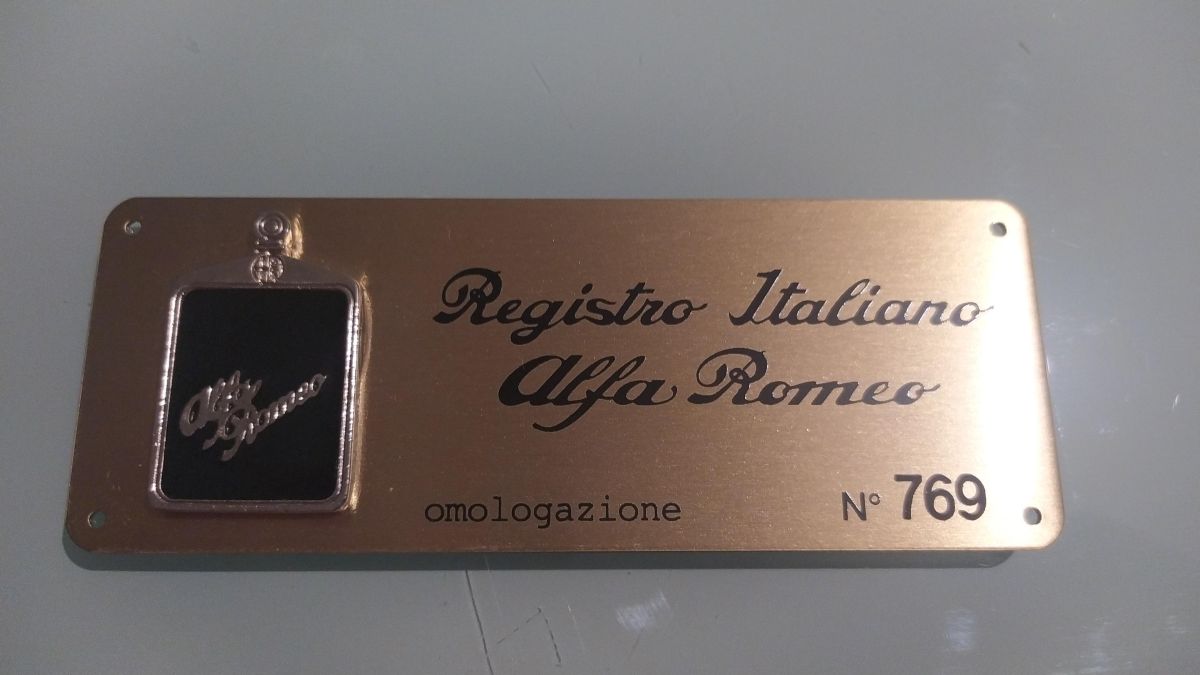 Alfa
Romeo
Registro Italiano
Alfa Romeo
omologazione
N° 769